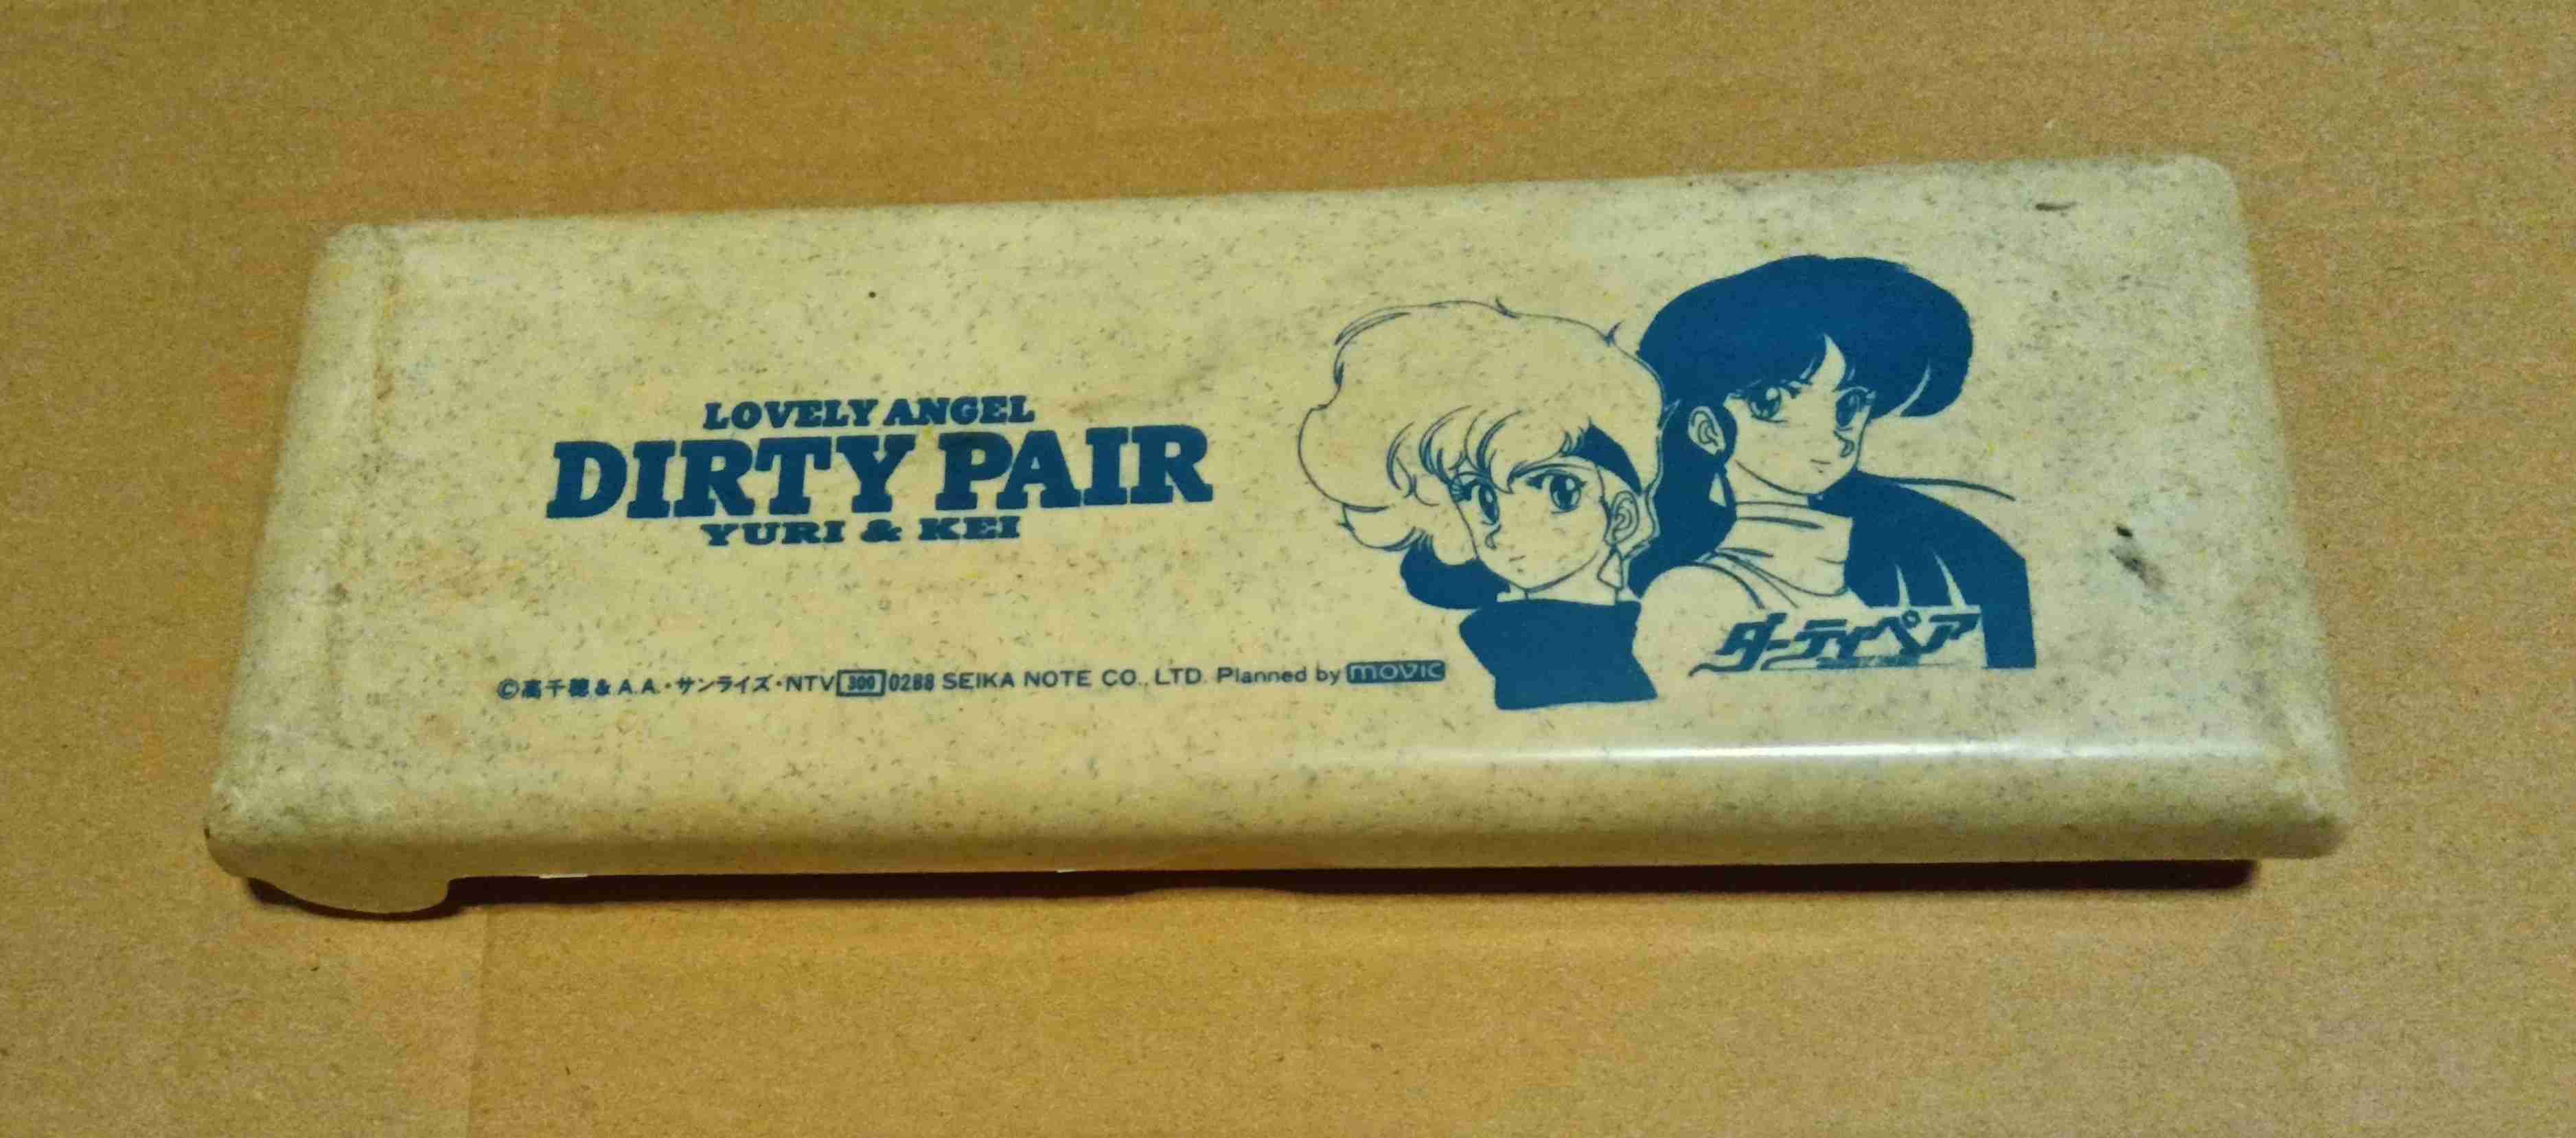 LOVELY ANGEL
DIRTY PAIR
YURI & KEI
ダーティペア
©高千穂&A.A.・サンライズ・NTV 300 0288 SEIKA NOTE CO., LTD. Planned by movic